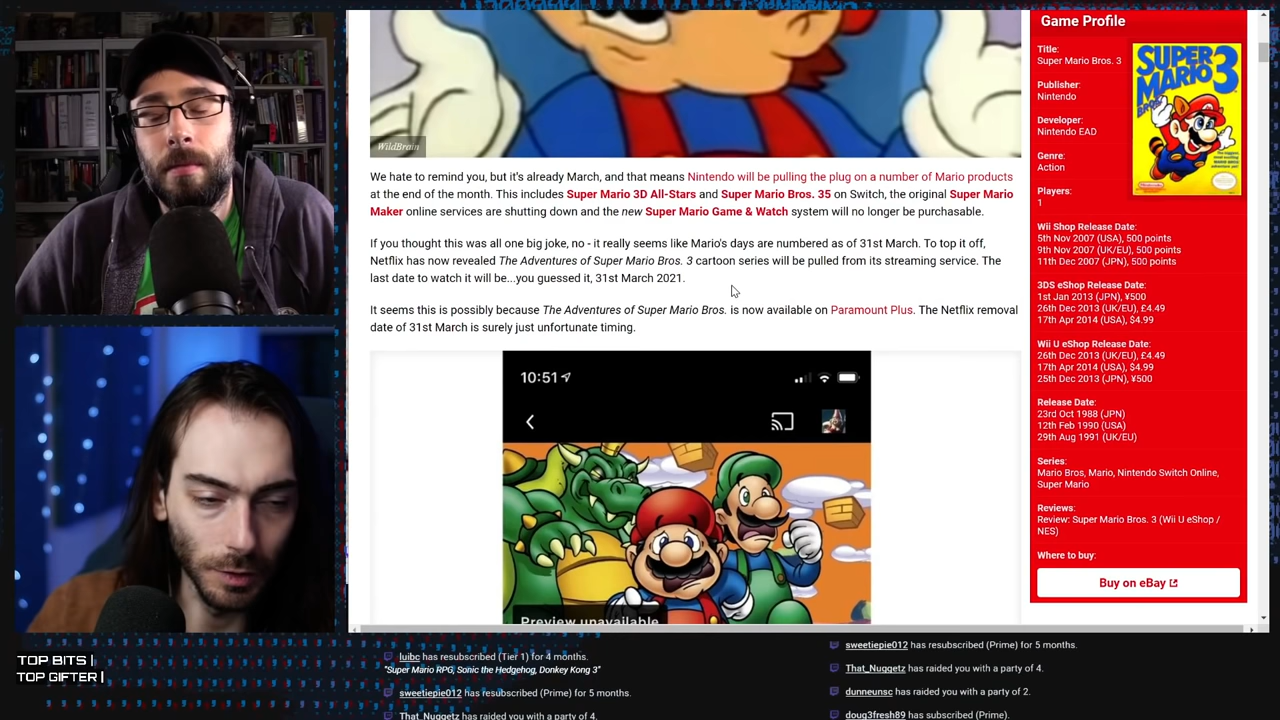 WildBrain
We hate to remind you, but it's already March, and that means Nintendo will be pulling the plug on a number of Mario products
at the end of the month. This includes Super Mario 3D All-Stars and Super Mario Bros. 35 on Switch, the original Super Mario
Maker online services are shutting down and the new Super Mario Game & Watch system will no longer be purchasable.
If you thought this was all one big joke, no - it really seems like Mario's days are numbered as of 31st March. To top it off,
Netflix has now revealed The Adventures of Super Mario Bros. 3 cartoon series will be pulled from its streaming service. The
last date to watch it will be...you guessed it, 31st March 2021.
It seems this is possibly because The Adventures of Super Mario Bros. is now available on Paramount Plus. The Netflix removal
date of 31st March is surely just unfortunate timing.
10:51
Preview unavailable
Game Profile
Title:
Super Mario Bros. 3
Publisher:
Nintendo
Developer:
Nintendo EAD
Genre:
Action
Players:
1
Wii Shop Release Date:
5th Nov 2007 (USA), 500 points
9th Nov 2007 (UK/EU), 500 points
11th Dec 2007 (JPN), 500 points
3DS eShop Release Date:
1st Jan 2013 (JPN), ¥500
26th Dec 2013 (UK/EU), £4.49
17th Apr 2014 (USA), $4.99
Wii U eShop Release Date:
26th Dec 2013 (UK/EU), £4.49
17th Apr 2014 (USA), $4.99
25th Dec 2013 (JPN), ¥500
Release Date:
23rd Oct 1988 (JPN)
12th Feb 1990 (USA)
29th Aug 1991 (UK/EU)
Series:
Mario Bros, Mario, Nintendo Switch Online,
Super Mario
Reviews:
Review: Super Mario Bros. 3 (Wii U eShop /
NES)
Where to buy:
Buy on eBay
SUPER
MARIO 3
BROS.
Nintendo
TOP BITS |
TOP GIFTER |
luibc has resubscribed (Tier 1) for 4 months.
"Super Mario RPG, Sonic the Hedgehog, Donkey Kong 3"
sweetiepie012 has resubscribed (Prime) for 5 months.
That_Nuggetz has raided you with a party of 4.
sweetiepie012 has resubscribed (Prime) for 5 months.
That_Nuggetz has raided you with a party of 4.
dunneunsc has raided you with a party of 2.
doug3fresh89 has subscribed (Prime).